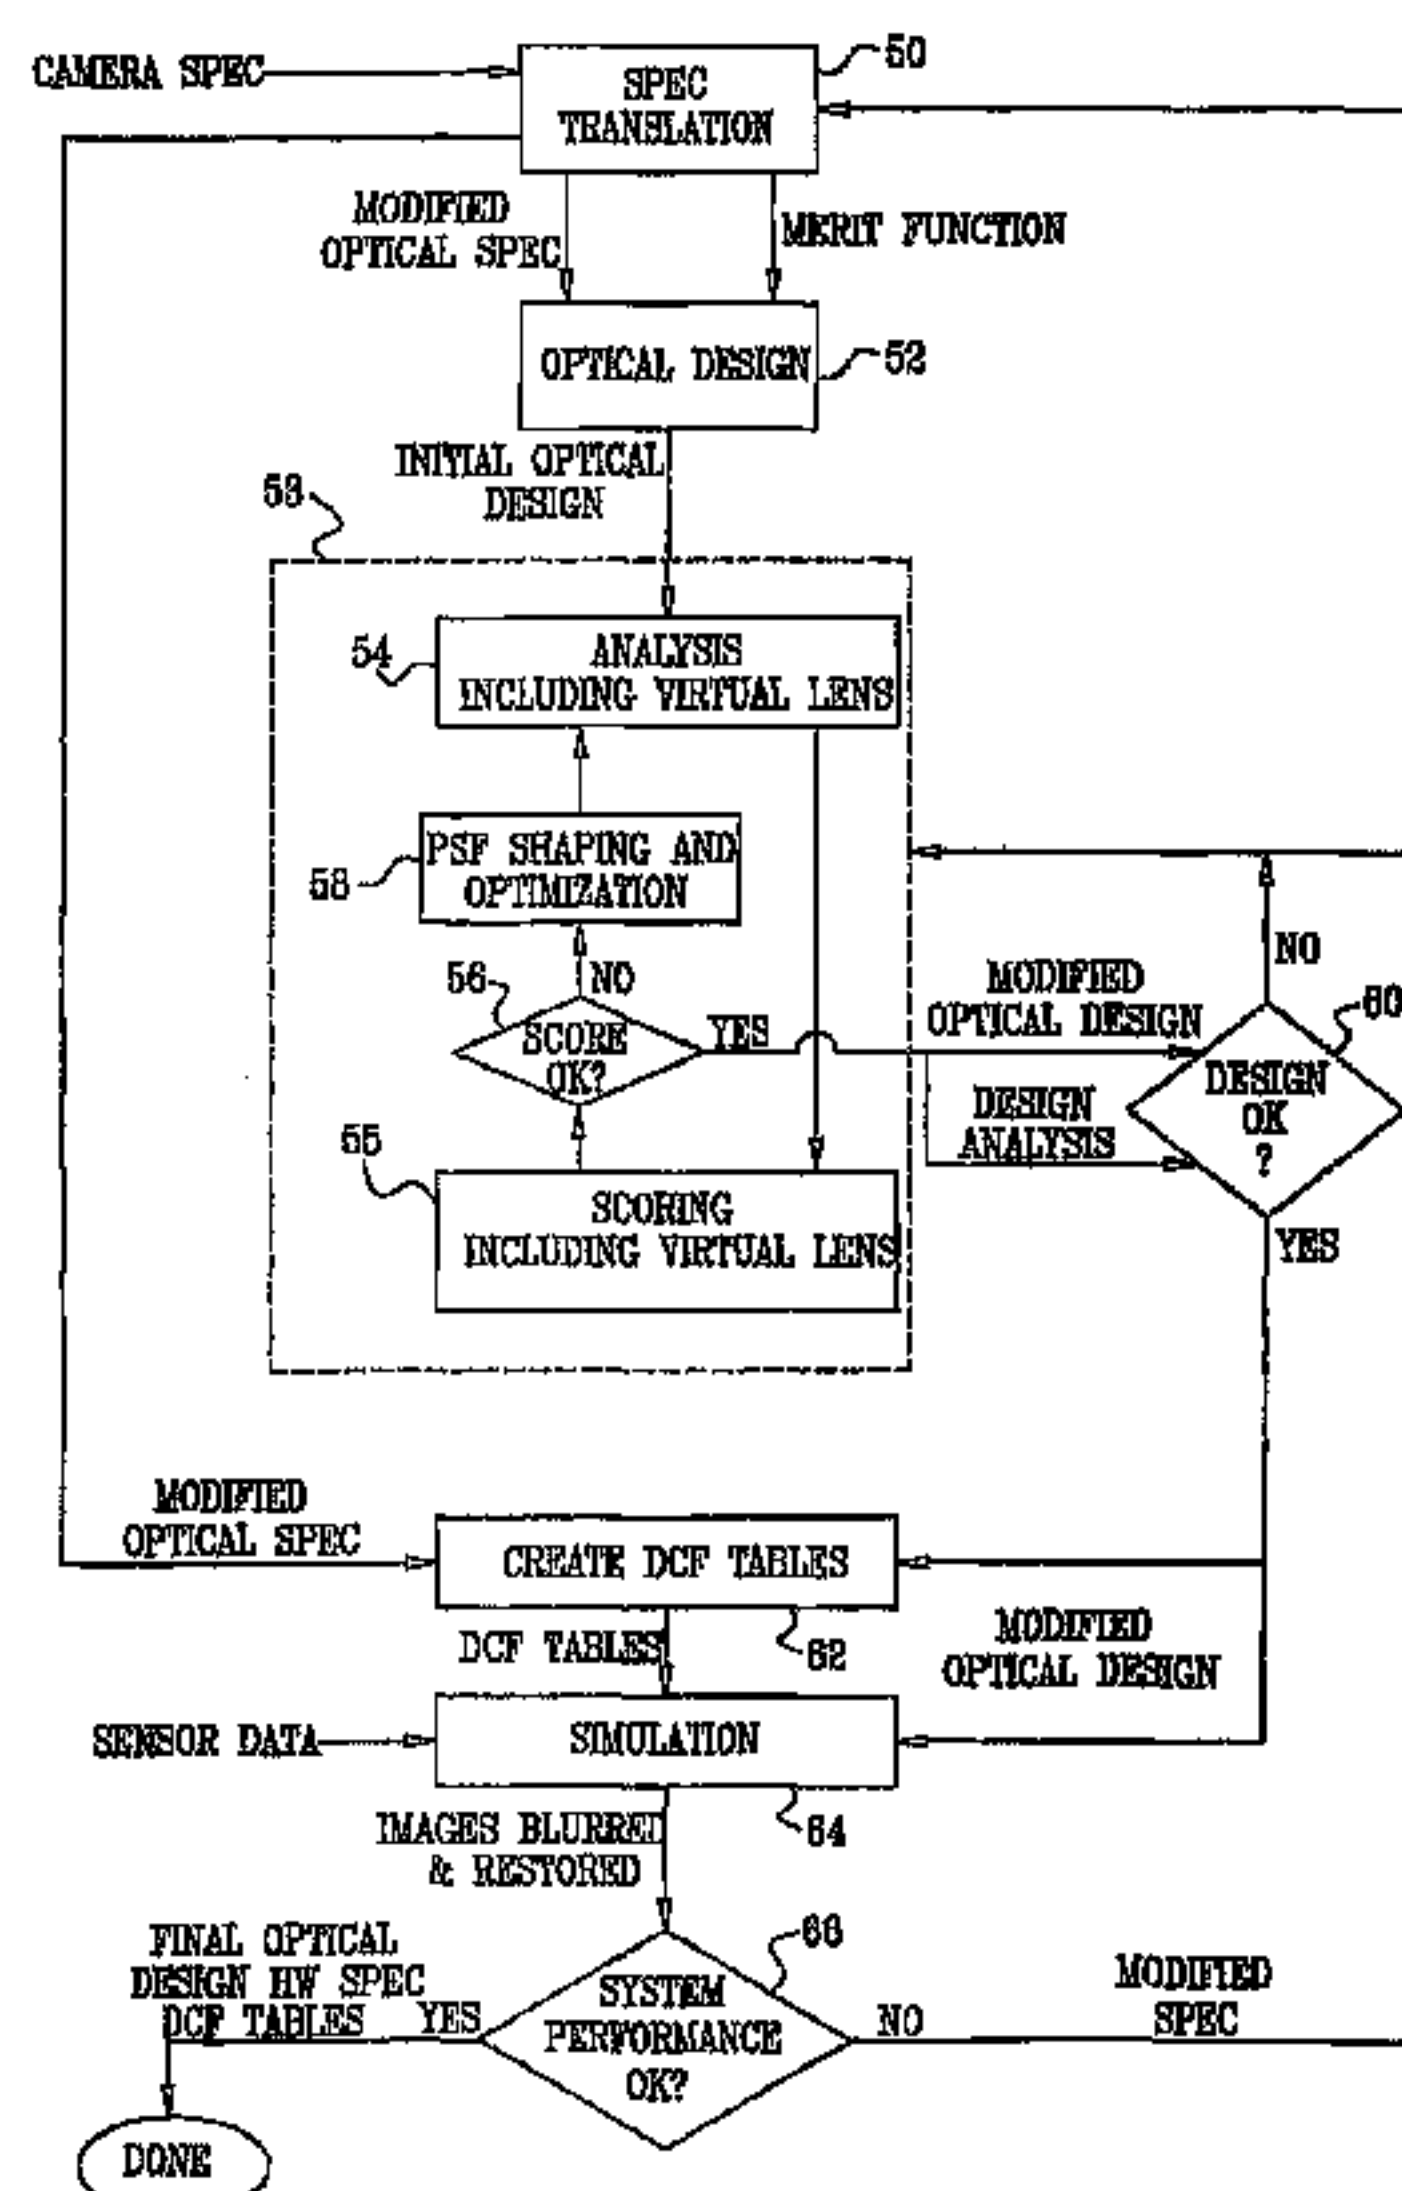 CAMERA SPEC
50
SPEC
TRANSLATION
MODIFIED
OPTICAL SPEC
MERIT FUNCTION
OPTICAL DESIGN
52
INITIAL OPTICAL
DESIGN
53
54
ANALYSIS
INCLUDING VIRTUAL LENS
PSF SHAPING AND
OPTIMIZATION
58
NO
56
SCORE
OK?
YES
MODIFIED
OPTICAL DESIGN
NO
60
DESIGN
OK
?
DESIGN
ANALYSIS
YES
55
SCORING
INCLUDING VIRTUAL LENS
MODIFIED
OPTICAL SPEC
CREATE DCF TABLES
62
DCF TABLES
MODIFIED
OPTICAL DESIGN
SENSOR DATA
SIMULATION
64
IMAGES BLURRED
& RESTORED
66
FINAL OPTICAL
DESIGN HW SPEC
DCF TABLES
YES
SYSTEM
PERFORMANCE
OK?
NO
MODIFIED
SPEC
DONE